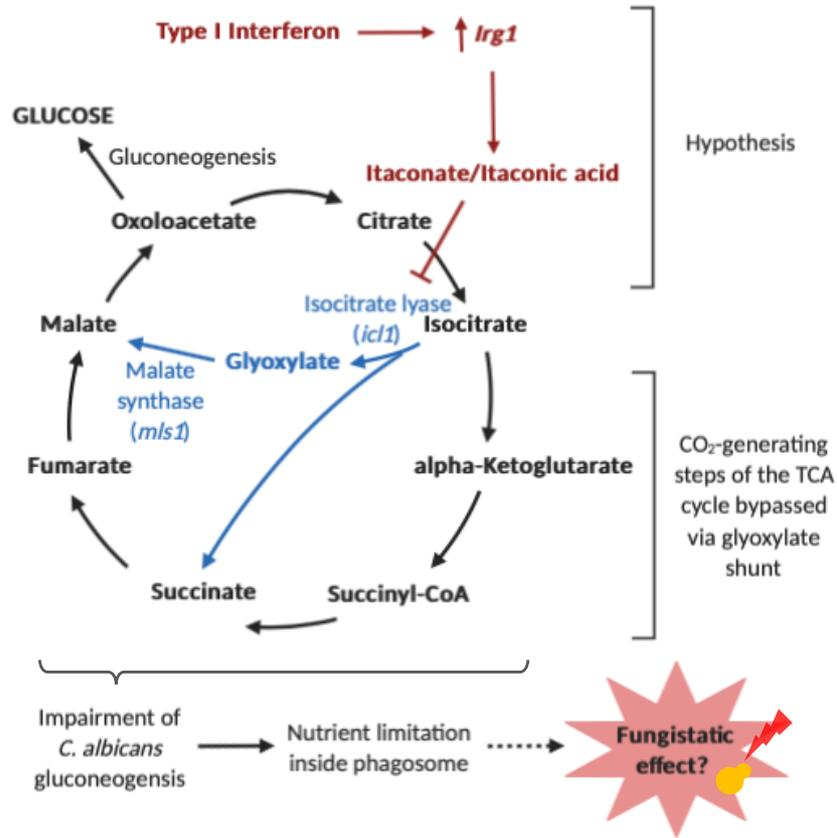 Type I Interferon
Irg1
GLUCOSE
Gluconeogenesis
Hypothesis
Itaconate/Itaconic acid
Oxoloacetate
Citrate
Isocitrate lyase
(icl1)
Malate
Isocitrate
Glyoxylate
Malate
synthase
(mls1)
Fumarate
alpha-Ketoglutarate
CO₂-generating
steps of the TCA
cycle bypassed
via glyoxylate
shunt
Succinate
Succinyl-CoA
Impairment of
C. albicans
gluconeogensis
Nutrient limitation
inside phagosome
Fungistatic
effect?